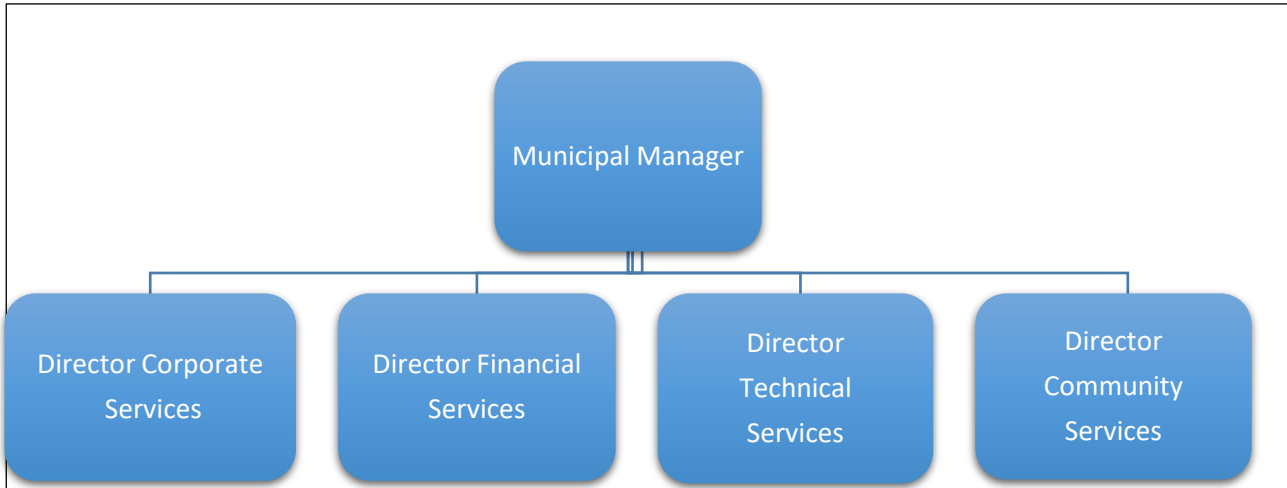 Municipal Manager
Director Corporate
Services
Director Financial
Services
Director
Technical
Services
Director
Community
Services